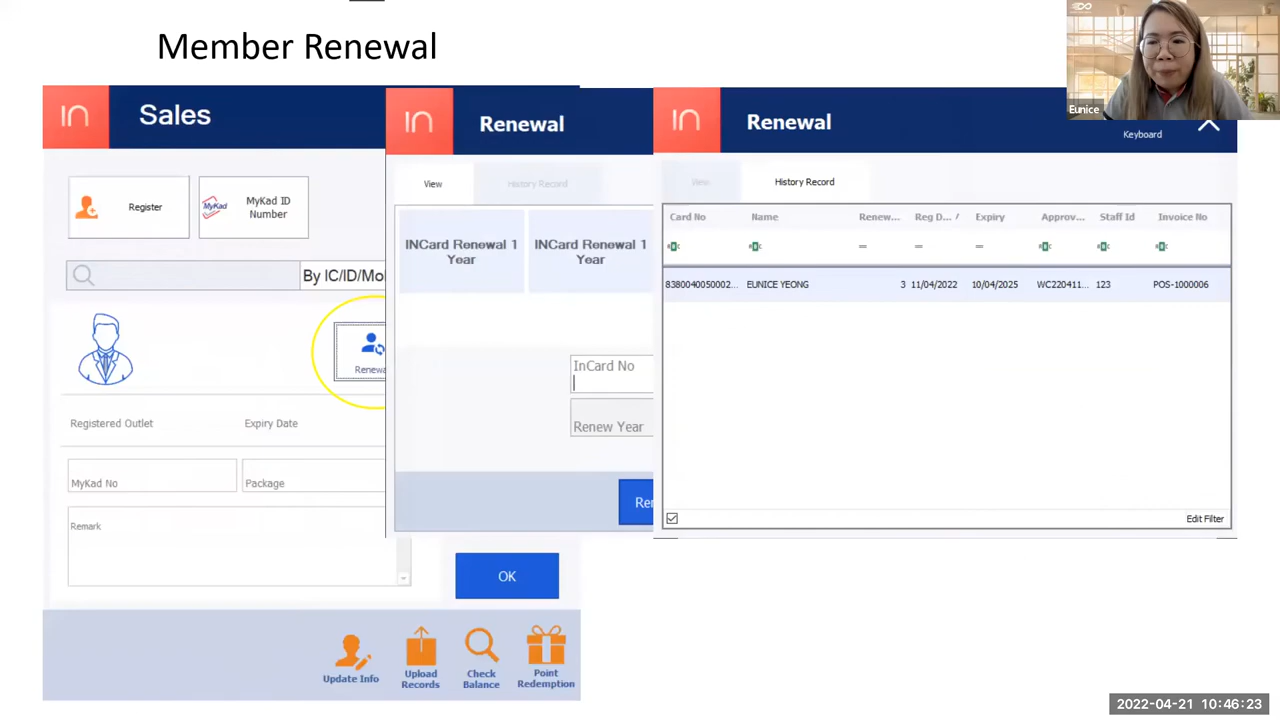 Member Renewal
Eunice
IN
Sales
Register
MyKad
MyKad ID
Number
By IC/ID/Mo
Renewa
Registered Outlet
Expiry Date
MyKad No
Package
Remark
OK
Update Info
Upload
Records
Check
Balance
Point
Redemption
IN
Renewal
View
History Record
INCard Renewal 1
Year
INCard Renewal 1
Year
InCard No
Renew Year
Rer
IN
Renewal
Keyboard
View
History Record
Card No Name Renew... Reg D... / Expiry Approv... Staff Id Invoice No
8380040050002... EUNICE YEONG 3 11/04/2022 10/04/2025 WC220411... 123 POS-1000006
Edit Filter
2022-04-21 10:46:23